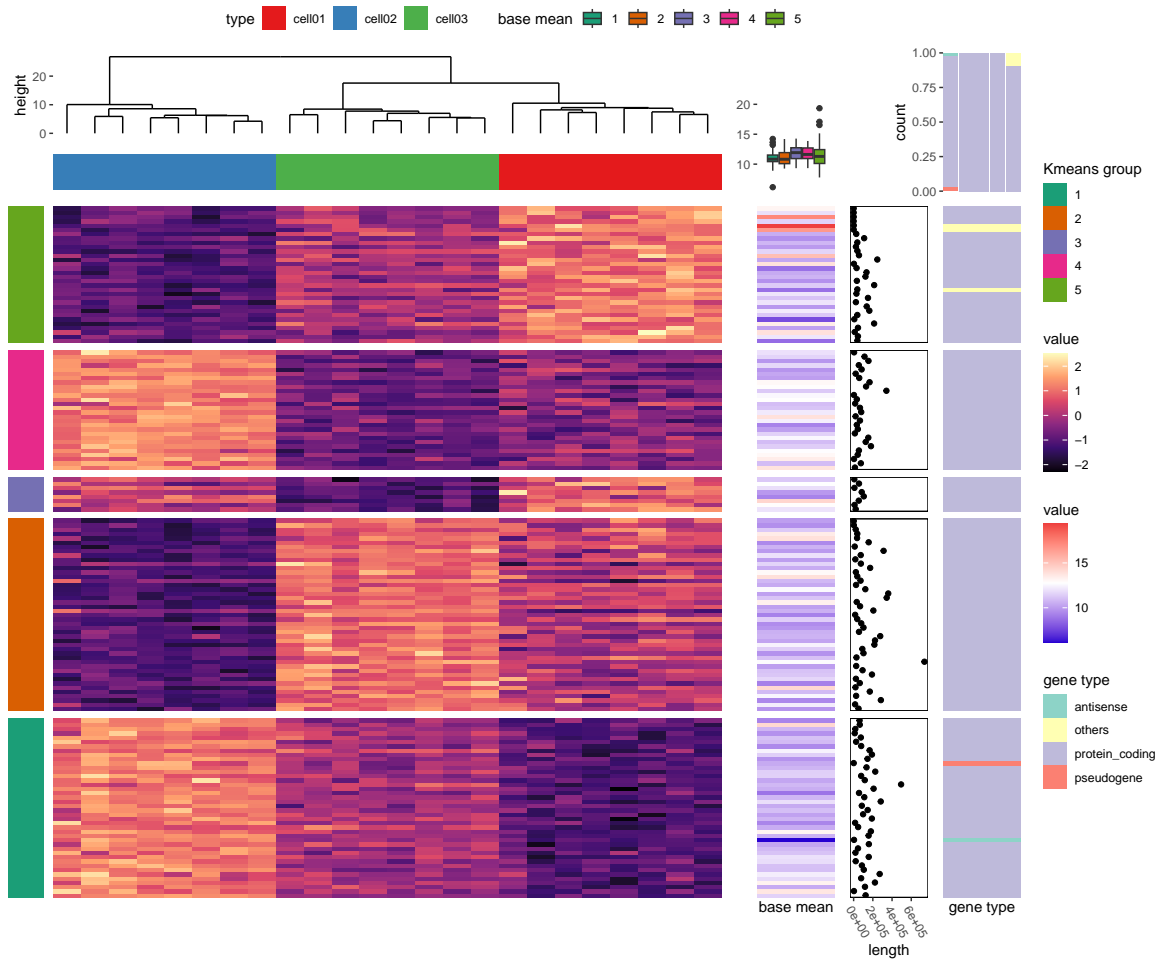 type cell01 cell02 cell03 base mean 1 2 3 4 5
height
20
10
0
20
15
10
count
1.00
0.75
0.50
0.25
0.00
Kmeans group
1
2
3
4
5
value
2
1
0
−1
−2
value
15
10
gene type
antisense
others
protein_coding
pseudogene
base mean
0e+00
2e+05
4e+05
6e+05
length
gene type